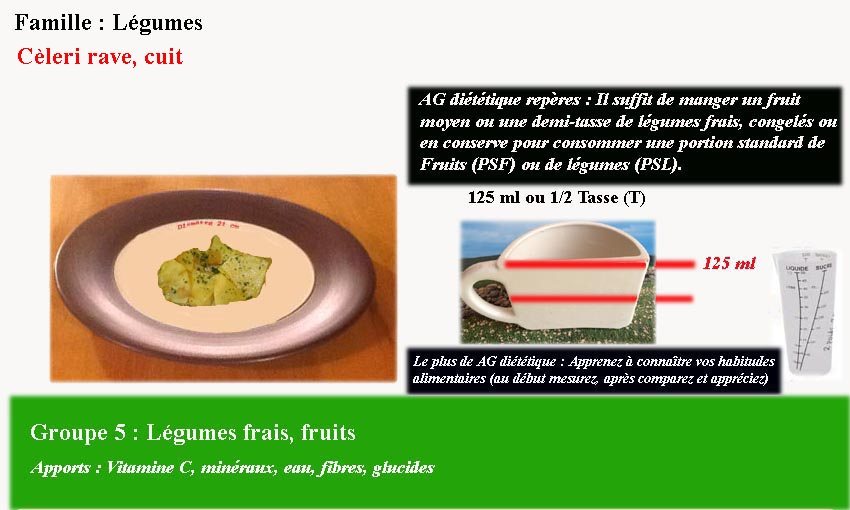 Famille : Légumes
Cèleri rave, cuit
AG diététique repères : Il suffit de manger un fruit
moyen ou une demi-tasse de légumes frais, congelés ou
en conserve pour consommer une portion standard de
Fruits (PSF) ou de légumes (PSL).
125 ml ou 1/2 Tasse (T)
Diamètre 21 cm
125 ml
LIQUIDE SUCRE
Le plus de AG diététique : Apprenez à connaître vos habitudes
alimentaires (au début mesurez, après comparez et appréciez)
Groupe 5 : Légumes frais, fruits
Apports : Vitamine C, minéraux, eau, fibres, glucides